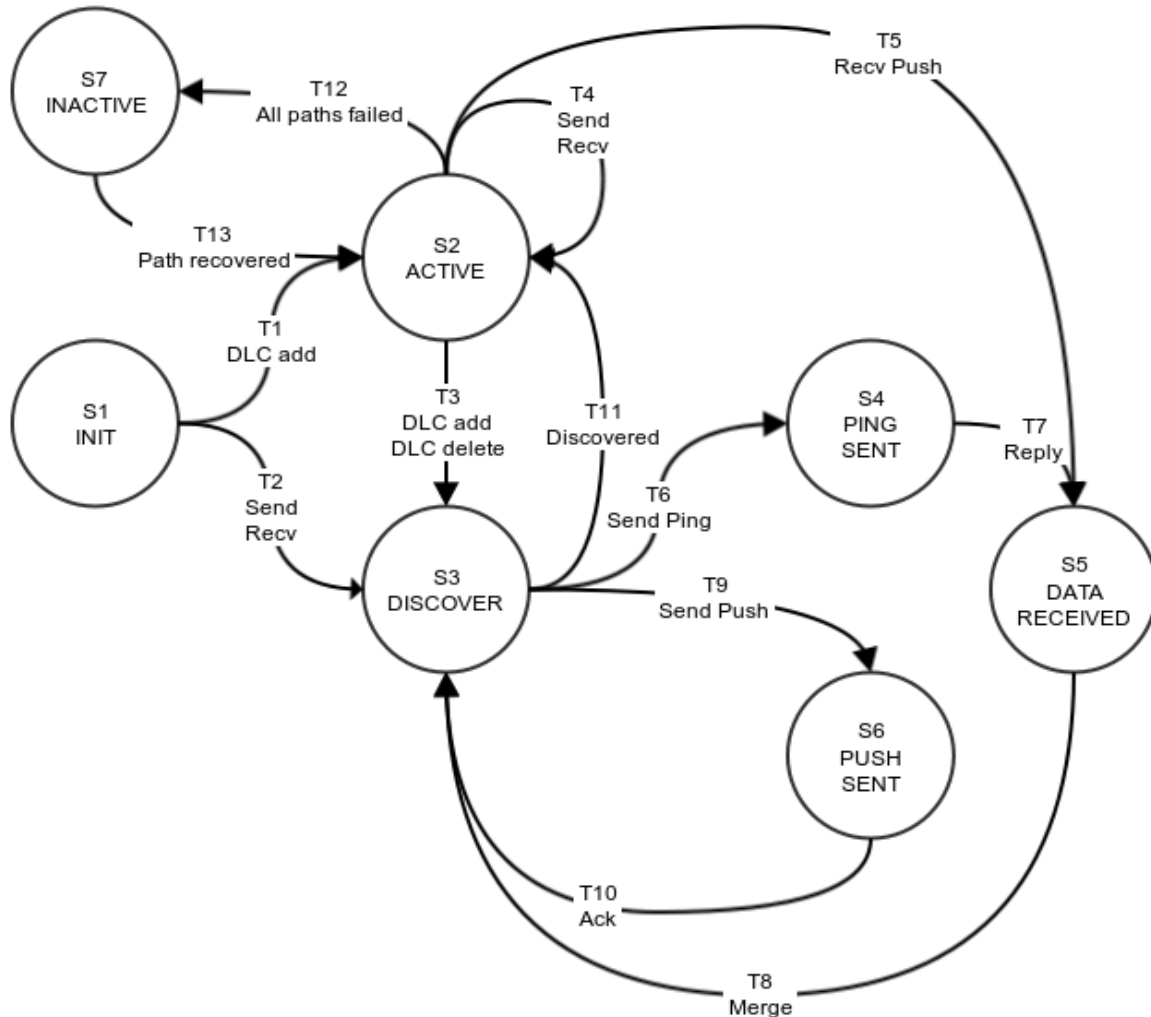 S7
INACTIVE
T12
All paths failed
T5
Recv Push
T4
Send
Recv
T13
Path recovered
S2
ACTIVE
T1
DLC add
S1
INIT
T3
DLC add
DLC delete
T11
Discovered
S4
PING
SENT
T7
Reply
T2
Send
Recv
T6
Send Ping
S3
DISCOVER
T9
Send Push
S5
DATA
RECEIVED
S6
PUSH
SENT
T10
Ack
T8
Merge